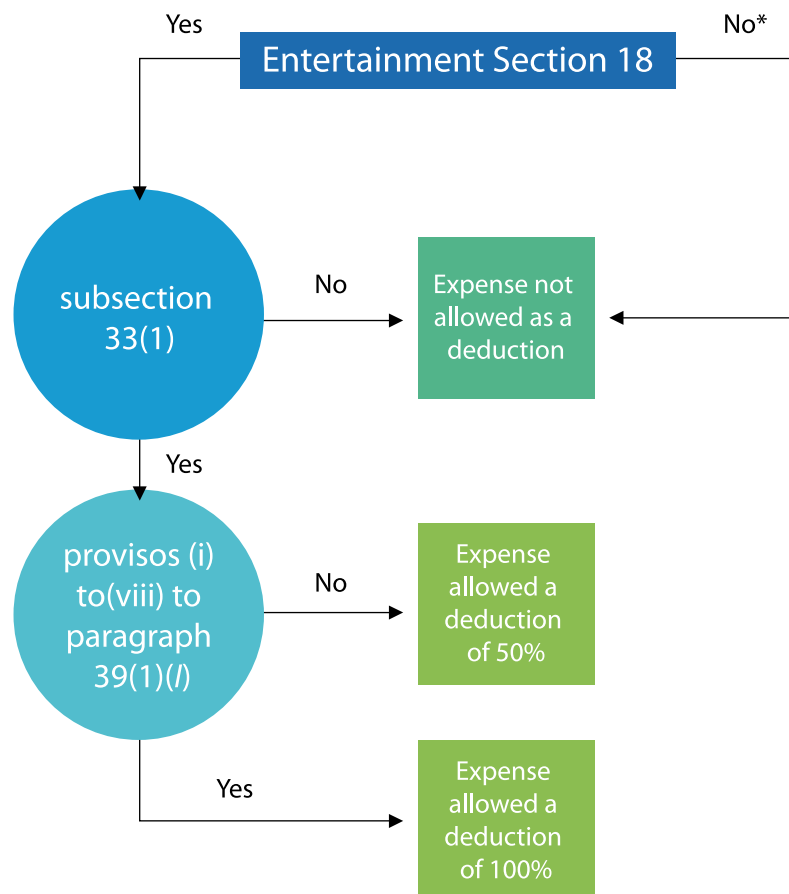 Yes
Entertainment Section 18
No*
subsection
33(1)
No
Expense not
allowed as a
deduction
Yes
provisos (i)
to(viii) to
paragraph
39(1)(l)
No
Expense
allowed a
deduction
of 50%
Yes
Expense
allowed a
deduction
of 100%